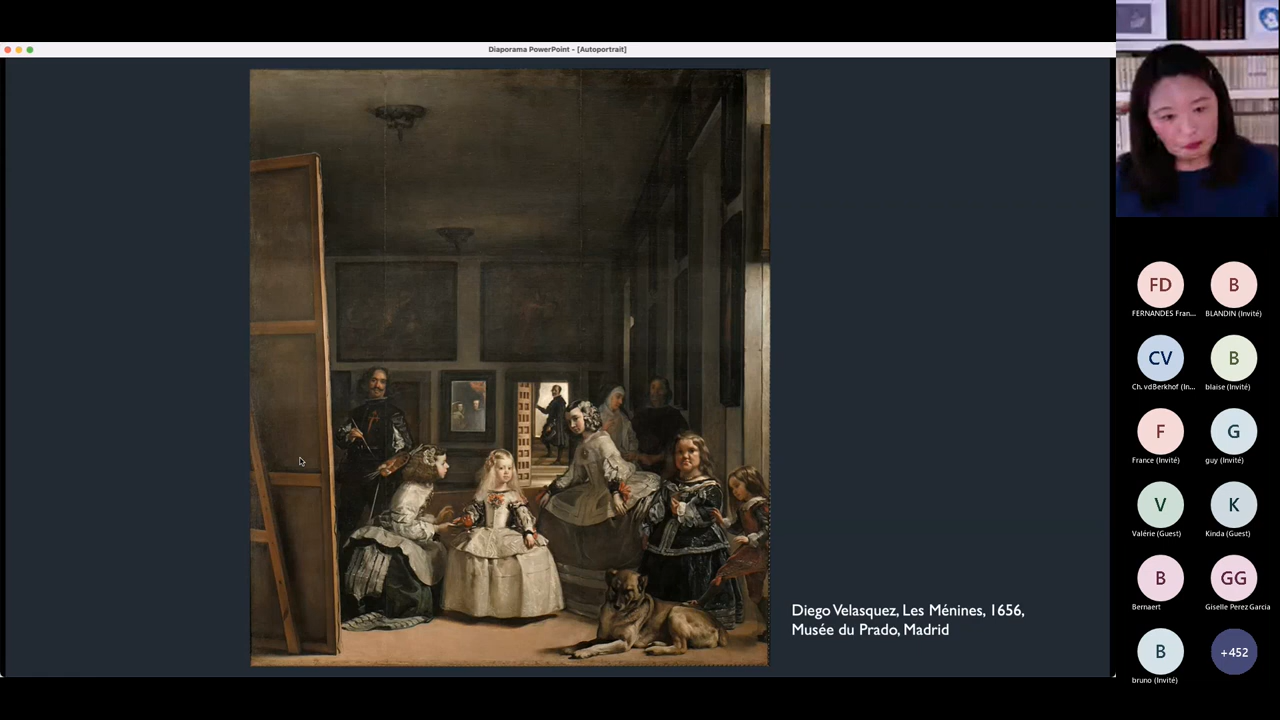 Diaporama PowerPoint - [Autoportrait]
Diego Velasquez, Les Ménines, 1656,
Musée du Prado, Madrid
FD
B
FERNANDES Fran...
BLANDIN (Invité)
CV
B
Ch. vdBerkhof (In...
blaise (Invité)
F
G
France (Invité)
guy (Invité)
V
K
Valérie (Guest)
Kinda (Guest)
B
GG
Bernaert
Giselle Perez Garcia
B
+452
bruno (Invité)